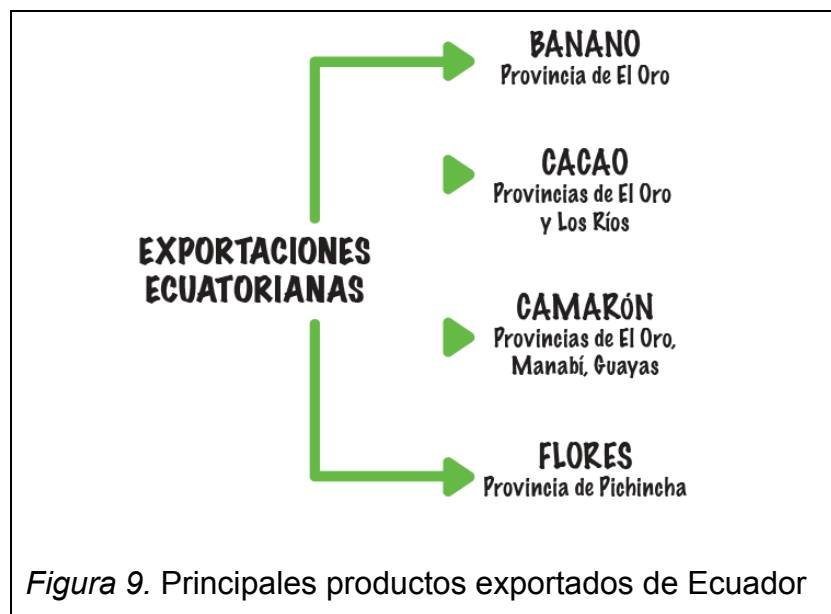 BANANO
Provincia de El Oro
CACAO
Provincias de El Oro
y Los Ríos
EXPORTACIONES
ECUATORIANAS
CAMARÓN
Provincias de El Oro,
Manabí, Guayas
FLORES
Provincia de Pichincha
Figura 9. Principales productos exportados de Ecuador